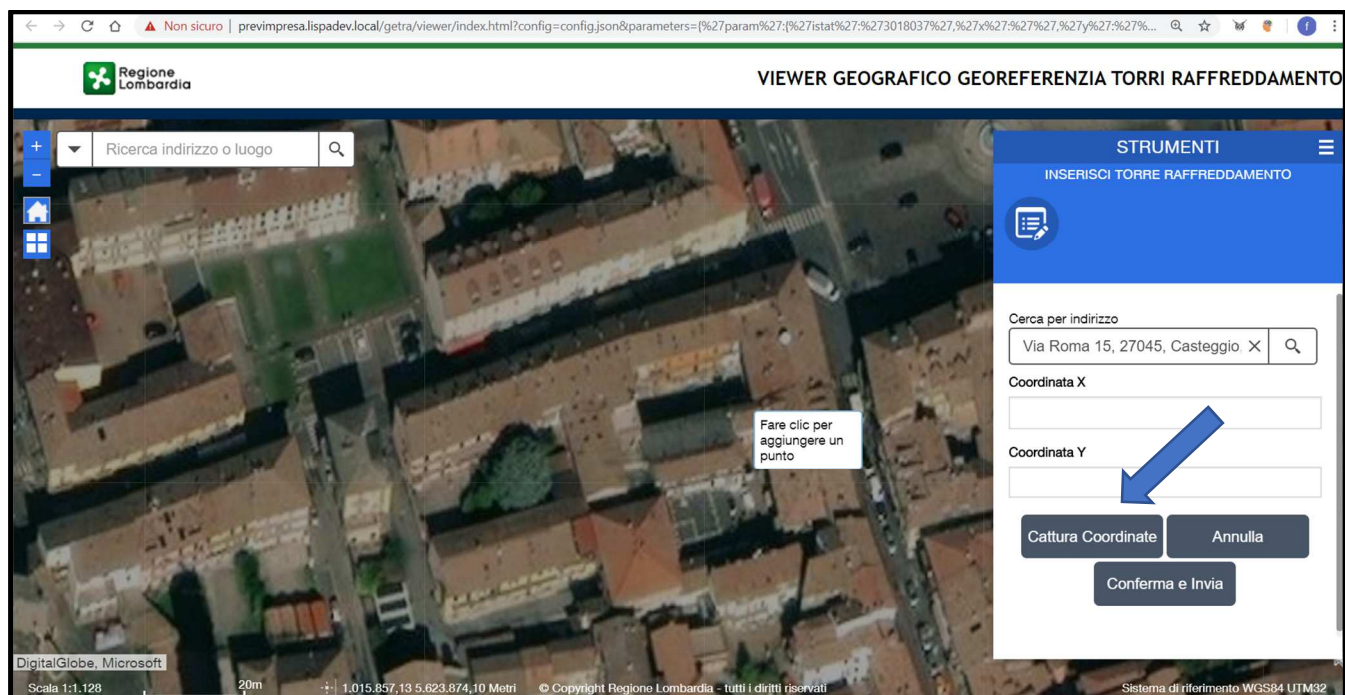 Non sicuro | previmpresa.lispadev.local/getra/viewer/index.html?config=config.json&parameters={%27param%27:{%27istat%27:%273018037%27,%27x%27:%27%27,%27y%27:%27%...
f
Regione
Lombardia
VIEWER GEOGRAFICO GEOREFERENZIA TORRI RAFFREDDAMENTO
+
Ricerca indirizzo o luogo
−
STRUMENTI
INSERISCI TORRE RAFFREDDAMENTO
Cerca per indirizzo
Via Roma 15, 27045, Casteggio,
Coordinata X
Fare clic per
aggiungere un
punto
Coordinata Y
Cattura Coordinate
Annulla
Conferma e Invia
DigitalGlobe, Microsoft
Scala 1:1.128
20m
1.015.857,13 5.623.874,10 Metri
© Copyright Regione Lombardia - tutti i diritti riservati
Sistema di riferimento WGS84 UTM32